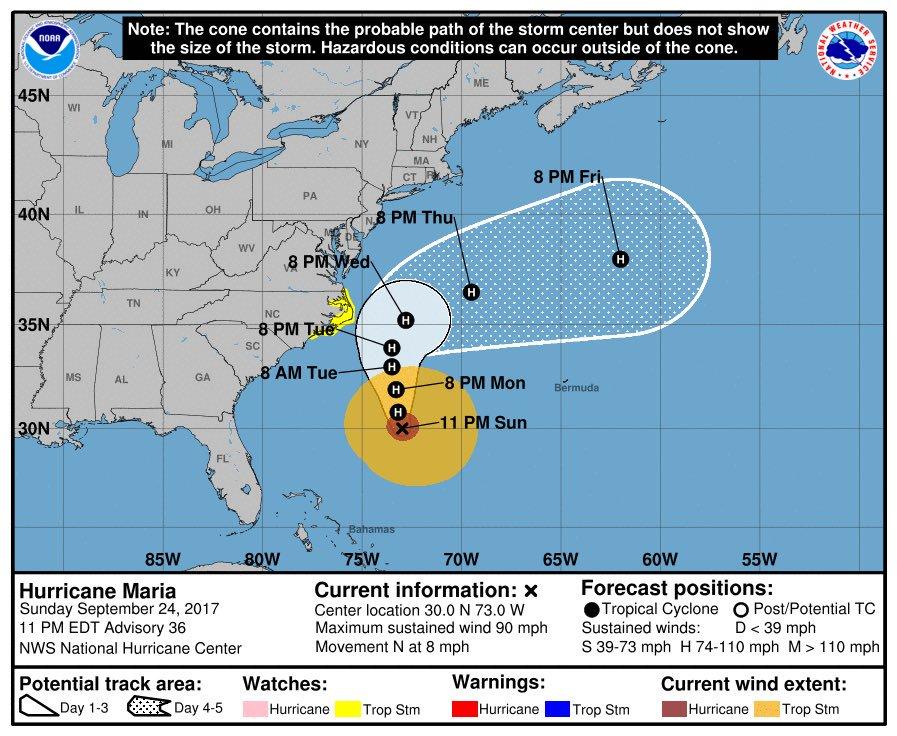 Note: The cone contains the probable path of the storm center but does not show
the size of the storm. Hazardous conditions can occur outside of the cone.
NOAA
NATIONAL WEATHER SERVICE
ME
45N
WI
VT
MI
NY
NH
MA
CT
8 PM Fri
PA
40N
IL
IN
OH
8 PM Thu
DE
WV
8 PM Wed
VA
KY
TN
NC
35N
8 PM Tue
SC
8 AM Tue
MS
AL
GA
8 PM Mon
Bermuda
11 PM Sun
30N
FL
Bahamas
85W 80W 75W 70W 65W 60W 55W
Hurricane Maria
Sunday September 24, 2017
11 PM EDT Advisory 36
NWS National Hurricane Center
Current information: ×
Center location 30.0 N 73.0 W
Maximum sustained wind 90 mph
Movement N at 8 mph
Forecast positions:
Tropical Cyclone Post/Potential TC
Sustained winds: D < 39 mph
S 39-73 mph H 74-110 mph M > 110 mph
Potential track area:
Day 1-3 Day 4-5
Watches:
Hurricane Trop Stm
Warnings:
Hurricane Trop Stm
Current wind extent:
Hurricane Trop Stm